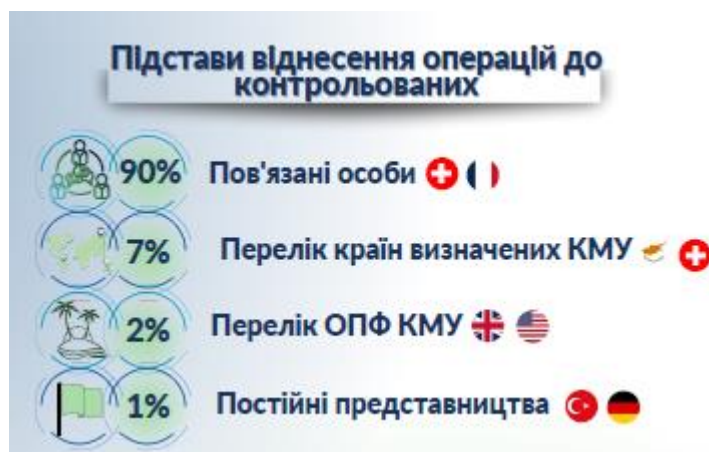 Підстави віднесення операцій до
контрольованих
90% Пов'язані особи
7% Перелік країн визначених КМУ
2% Перелік ОПФ КМУ
1% Постійні представництва